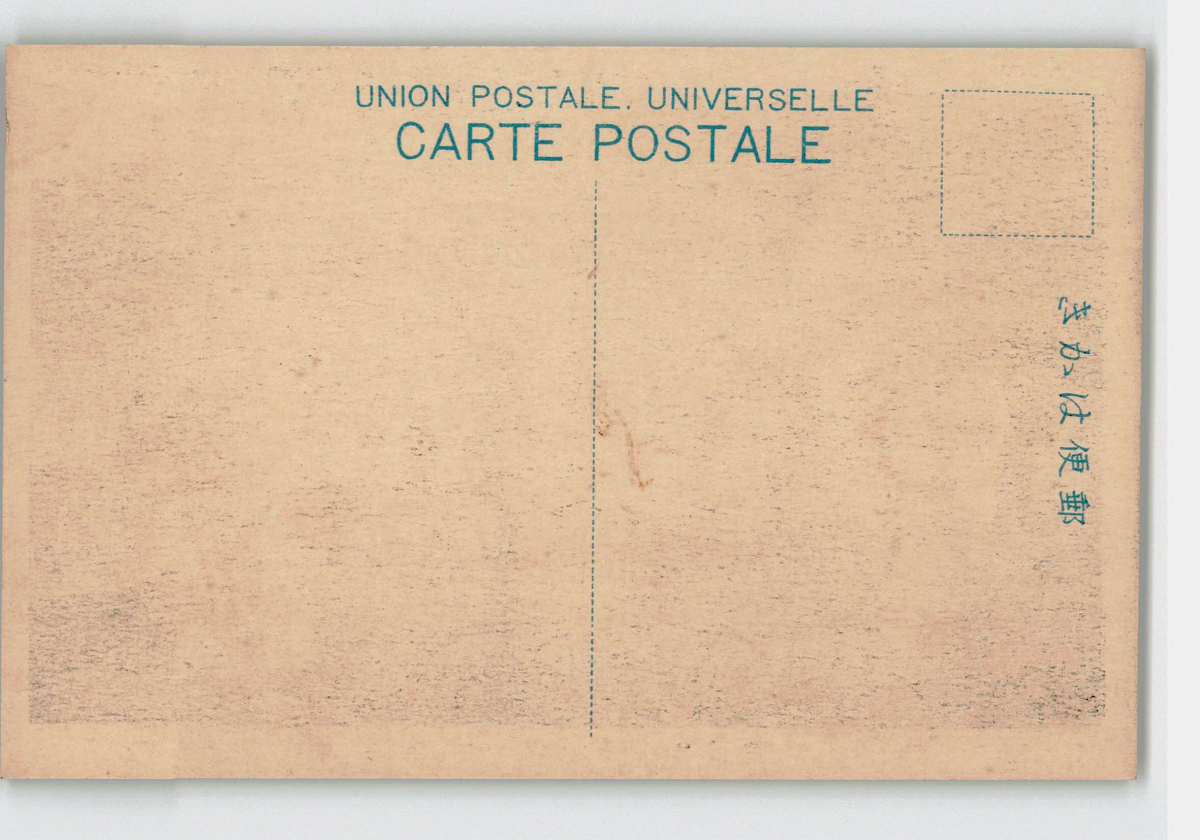 UNION POSTALE. UNIVERSELLE
CARTE POSTALE
郵便はかき